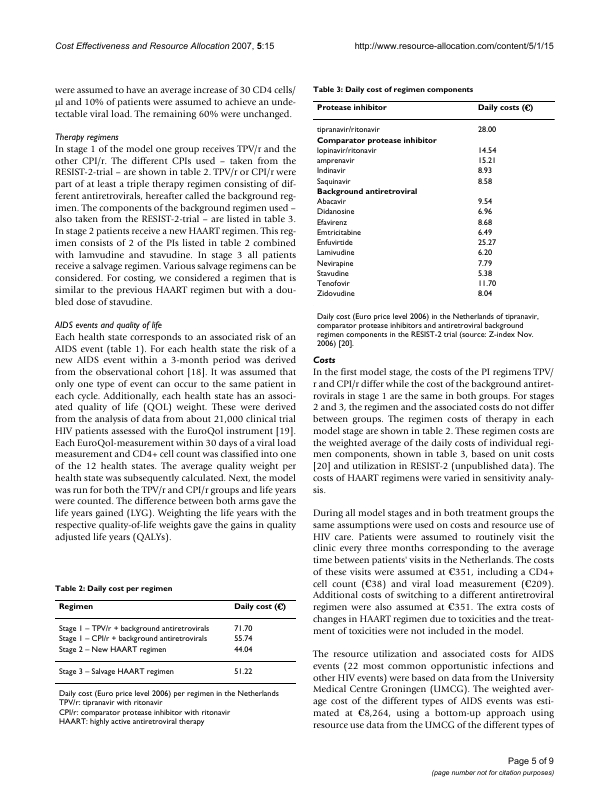 Cost Effectiveness and Resource Allocation 2007, 5:15
http://www.resource-allocation.com/content/5/1/15
were assumed to have an average increase of 30 CD4 cells/
μl and 10% of patients were assumed to achieve an unde-
tectable viral load. The remaining 60% were unchanged.
Therapy regimens
In stage 1 of the model one group receives TPV/r and the
other CPI/r. The different CPIs used – taken from the
RESIST-2-trial – are shown in table 2. TPV/r or CPI/r were
part of at least a triple therapy regimen consisting of dif-
ferent antiretrovirals, hereafter called the background reg-
imen. The components of the background regimen used –
also taken from the RESIST-2-trial – are listed in table 3.
In stage 2 patients receive a new HAART regimen. This reg-
imen consists of 2 of the PIs listed in table 2 combined
with lamvudine and stavudine. In stage 3 all patients
receive a salvage regimen. Various salvage regimens can be
considered. For costing, we considered a regimen that is
similar to the previous HAART regimen but with a dou-
bled dose of stavudine.
AIDS events and quality of life
Each health state corresponds to an associated risk of an
AIDS event (table 1). For each health state the risk of a
new AIDS event within a 3-month period was derived
from the observational cohort [18]. It was assumed that
only one type of event can occur to the same patient in
each cycle. Additionally, each health state has an associ-
ated quality of life (QOL) weight. These were derived
from the analysis of data from about 21,000 clinical trial
HIV patients assessed with the EuroQol instrument [19].
Each EuroQol-measurement within 30 days of a viral load
measurement and CD4+ cell count was classified into one
of the 12 health states. The average quality weight per
health state was subsequently calculated. Next, the model
was run for both the TPV/r and CPI/r groups and life years
were counted. The difference between both arms gave the
life years gained (LYG). Weighting the life years with the
respective quality-of-life weights gave the gains in quality
adjusted life years (QALYs).
Table 2: Daily cost per regimen
Regimen Daily cost (€)
Stage 1 – TPV/r + background antiretrovirals 71.70
Stage 1 – CPI/r + background antiretrovirals 55.74
Stage 2 – New HAART regimen 44.04
Stage 3 – Salvage HAART regimen 51.22
Daily cost (Euro price level 2006) per regimen in the Netherlands
TPV/r: tipranavir with ritonavir
CPI/r: comparator protease inhibitor with ritonavir
HAART: highly active antiretroviral therapy
Table 3: Daily cost of regimen components
Protease inhibitor Daily costs (€)
tipranavir/ritonavir 28.00
Comparator protease inhibitor
lopinavir/ritonavir 14.54
amprenavir 15.21
Indinavir 8.93
Saquinavir 8.58
Background antiretroviral
Abacavir 9.54
Didanosine 6.96
Efavirenz 8.68
Emtricitabine 6.49
Enfuvirtide 25.27
Lamivudine 6.20
Nevirapine 7.79
Stavudine 5.38
Tenofovir 11.70
Zidovudine 8.04
Daily cost (Euro price level 2006) in the Netherlands of tipranavir,
comparator protease inhibitors and antiretroviral background
regimen components in the RESIST-2 trial (source: Z-index Nov.
2006) [20].
Costs
In the first model stage, the costs of the PI regimens TPV/
r and CPI/r differ while the cost of the background antiret-
rovirals in stage 1 are the same in both groups. For stages
2 and 3, the regimen and the associated costs do not differ
between groups. The regimen costs of therapy in each
model stage are shown in table 2. These regimen costs are
the weighted average of the daily costs of individual regi-
men components, shown in table 3, based on unit costs
[20] and utilization in RESIST-2 (unpublished data). The
costs of HAART regimens were varied in sensitivity analy-
sis.
During all model stages and in both treatment groups the
same assumptions were used on costs and resource use of
HIV care. Patients were assumed to routinely visit the
clinic every three months corresponding to the average
time between patients' visits in the Netherlands. The costs
of these visits were assumed at €351, including a CD4+
cell count (€38) and viral load measurement (€209).
Additional costs of switching to a different antiretroviral
regimen were also assumed at €351. The extra costs of
changes in HAART regimen due to toxicities and the treat-
ment of toxicities were not included in the model.
The resource utilization and associated costs for AIDS
events (22 most common opportunistic infections and
other HIV events) were based on data from the University
Medical Centre Groningen (UMCG). The weighted aver-
age cost of the different types of AIDS events was esti-
mated at €8,264, using a bottom-up approach using
resource use data from the UMCG of the different types of
Page 5 of 9
(page number not for citation purposes)